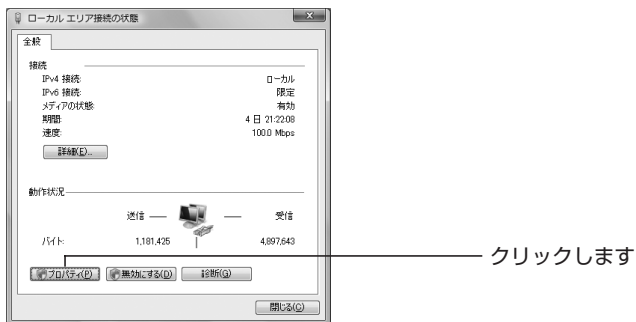 ローカル エリア接続の状態
全般
接続
IPv4 接続: ローカル
IPv6 接続: 限定
メディアの状態: 有効
期間: 4 日 21:22:08
速度: 100.0 Mbps
詳細(E)...
動作状況
送信 受信
バイト: 1,181,425 4,897,643
クリックします
プロパティ(P) 無効にする(D) 診断(G)
閉じる(C)